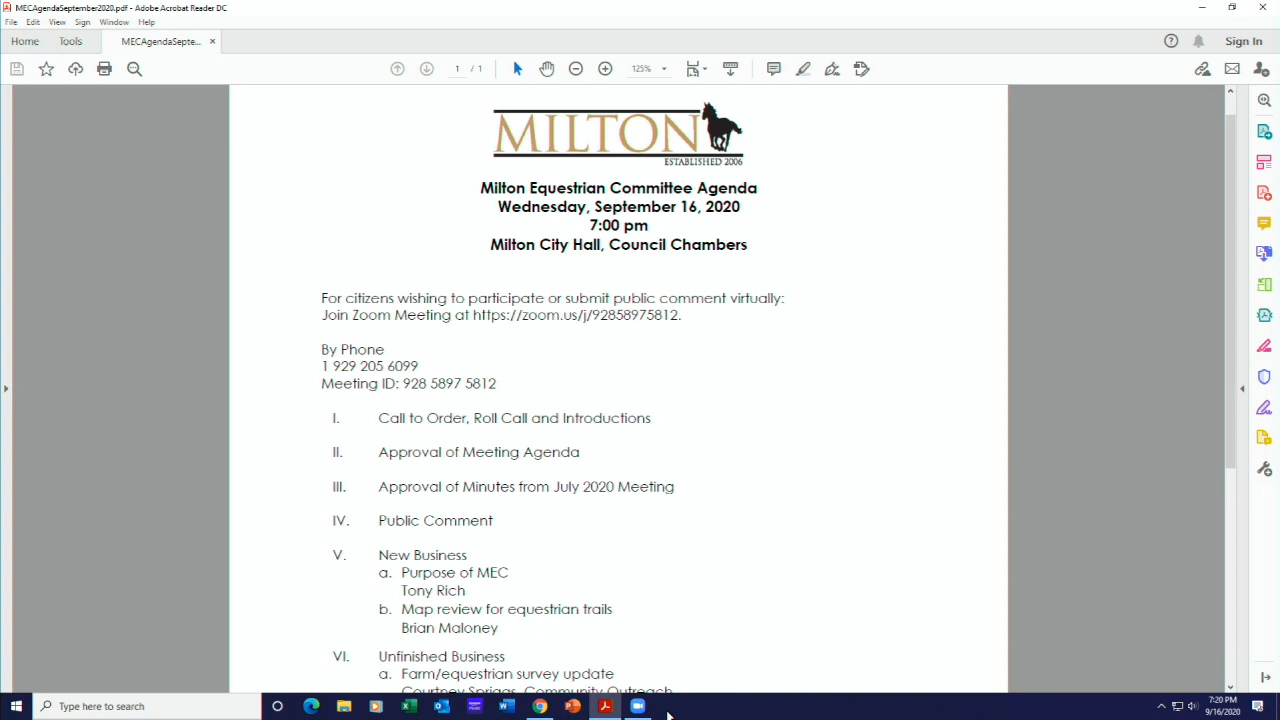 MECAgendaSeptember2020.pdf - Adobe Acrobat Reader DC
File Edit View Sign Window Help
Home Tools MECAgendaSepte... × Sign In
1 / 1 125%
MILTON
ESTABLISHED 2006
Milton Equestrian Committee Agenda
Wednesday, September 16, 2020
7:00 pm
Milton City Hall, Council Chambers
For citizens wishing to participate or submit public comment virtually:
Join Zoom Meeting at https://zoom.us/j/92858975812.
By Phone
1 929 205 6099
Meeting ID: 928 5897 5812
I. Call to Order, Roll Call and Introductions
II. Approval of Meeting Agenda
III. Approval of Minutes from July 2020 Meeting
IV. Public Comment
V. New Business
a. Purpose of MEC
Tony Rich
b. Map review for equestrian trails
Brian Maloney
VI. Unfinished Business
a. Farm/equestrian survey update
Courtney Spriggs, Community Outreach
Type here to search
7:20 PM
9/16/2020